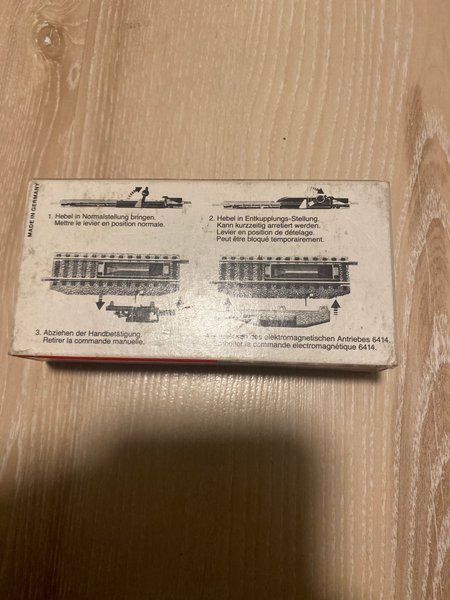 MADE IN GERMANY
1. Hebel in Normalstellung bringen.
Mettre le levier en position normale.
2. Hebel in Entkupplungs-Stellung.
Kann kurzzeitig arretiert werden.
Levier en position de dételage.
Peut être bloqué temporairement.
3. Abziehen der Handbetätigung.
Retirer la commande manuelle.
des elektromagnetischen Antriebes 6414.
la commande électromagnétique 6414.